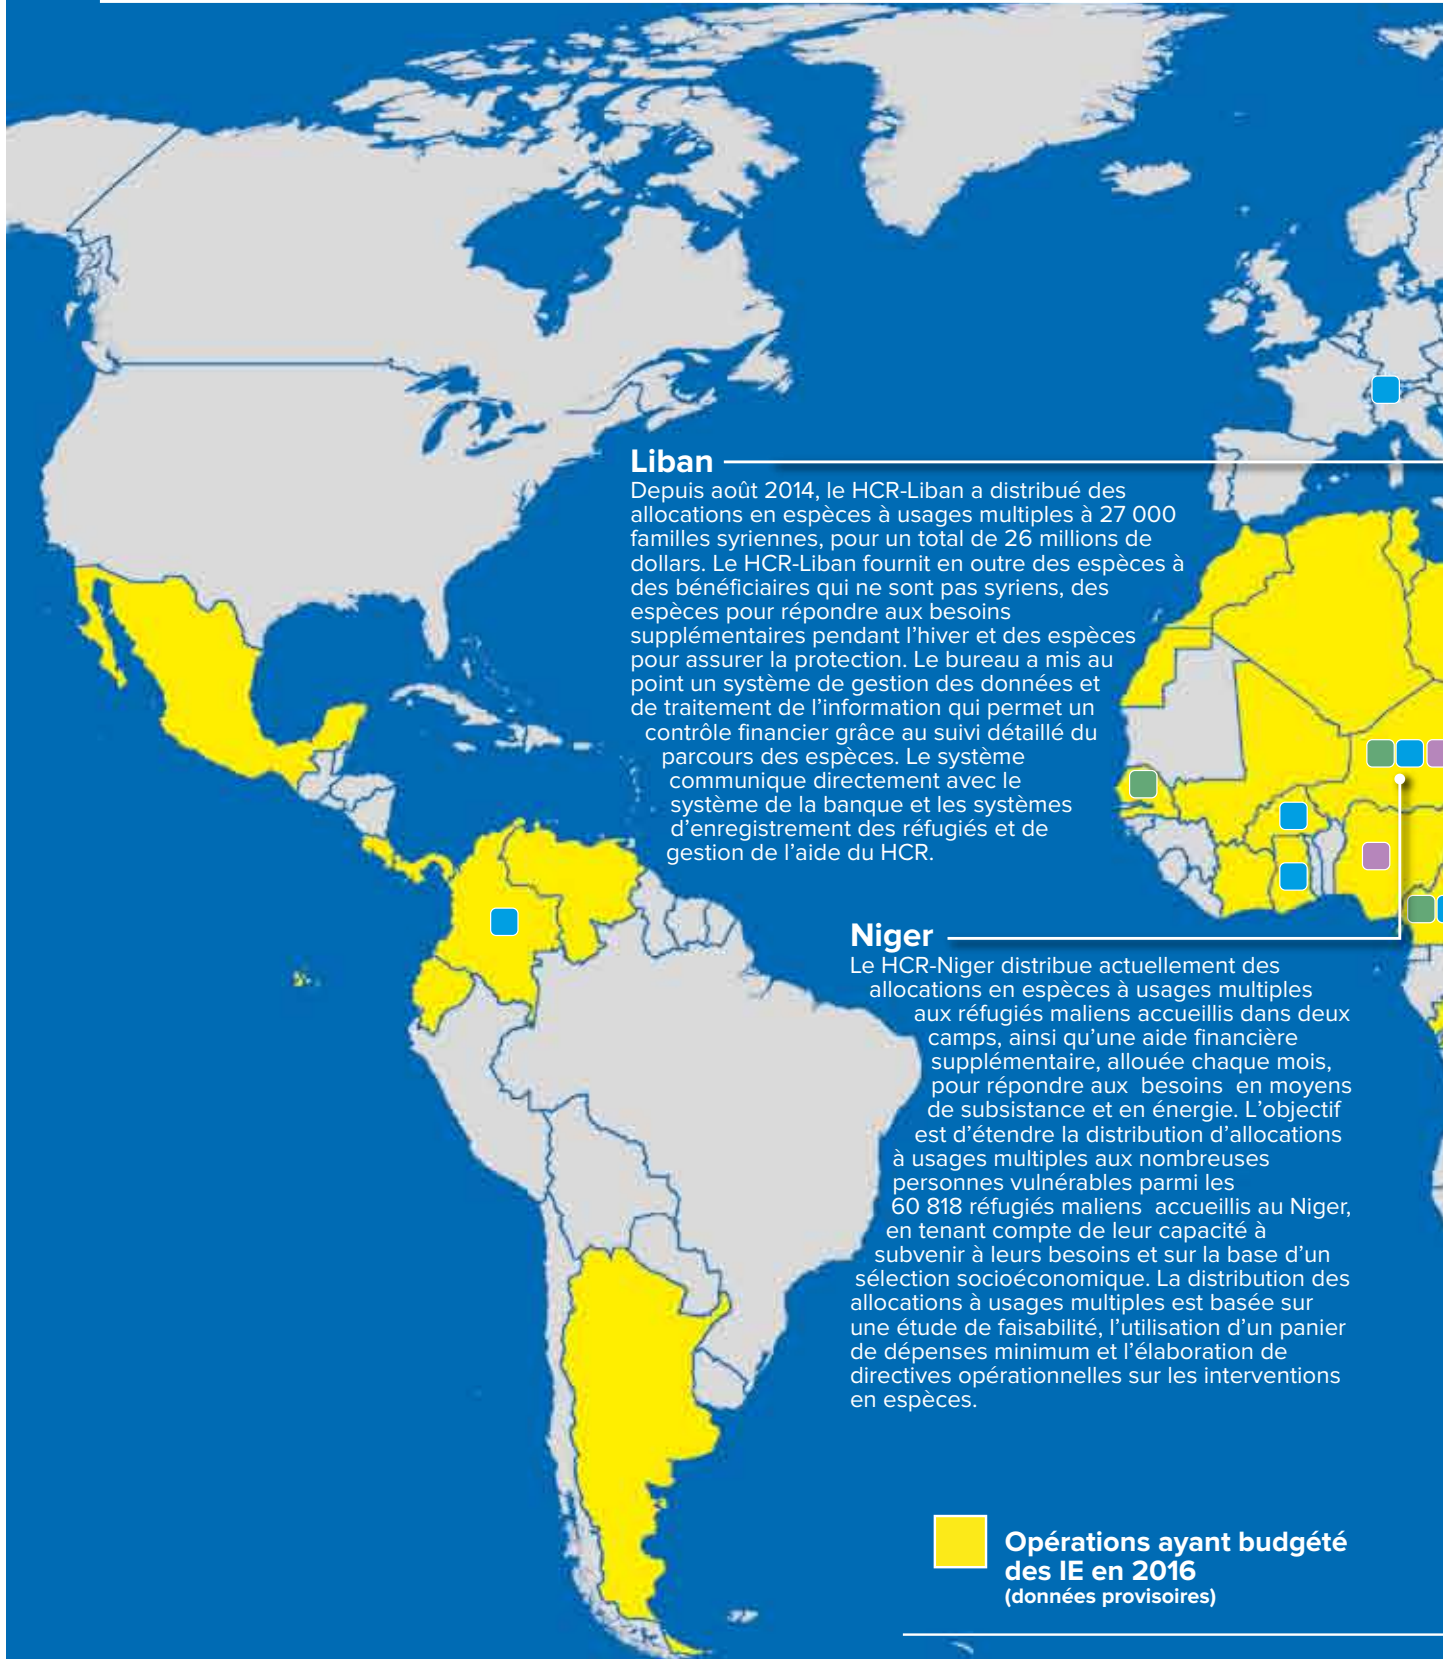 Liban
Depuis août 2014, le HCR-Liban a distribué des
allocations en espèces à usages multiples à 27 000
familles syriennes, pour un total de 26 millions de
dollars. Le HCR-Liban fournit en outre des espèces à
des bénéficiaires qui ne sont pas syriens, des
espèces pour répondre aux besoins
supplémentaires pendant l’hiver et des espèces
pour assurer la protection. Le bureau a mis au
point un système de gestion des données et
de traitement de l’information qui permet un
contrôle financier grâce au suivi détaillé du
parcours des espèces. Le système
communique directement avec le
système de la banque et les systèmes
d’enregistrement des réfugiés et de
gestion de l’aide du HCR.
Niger
Le HCR-Niger distribue actuellement des
allocations en espèces à usages multiples
aux réfugiés maliens accueillis dans deux
camps, ainsi qu’une aide financière
supplémentaire, allouée chaque mois,
pour répondre aux besoins en moyens
de subsistance et en énergie. L’objectif
est d’étendre la distribution d’allocations
à usages multiples aux nombreuses
personnes vulnérables parmi les
60 818 réfugiés maliens accueillis au Niger,
en tenant compte de leur capacité à
subvenir à leurs besoins et sur la base d’un
sélection socioéconomique. La distribution des
allocations à usages multiples est basée sur
une étude de faisabilité, l’utilisation d’un panier
de dépenses minimum et l’élaboration de
directives opérationnelles sur les interventions
en espèces.
Opérations ayant budgété
des IE en 2016
(données provisoires)